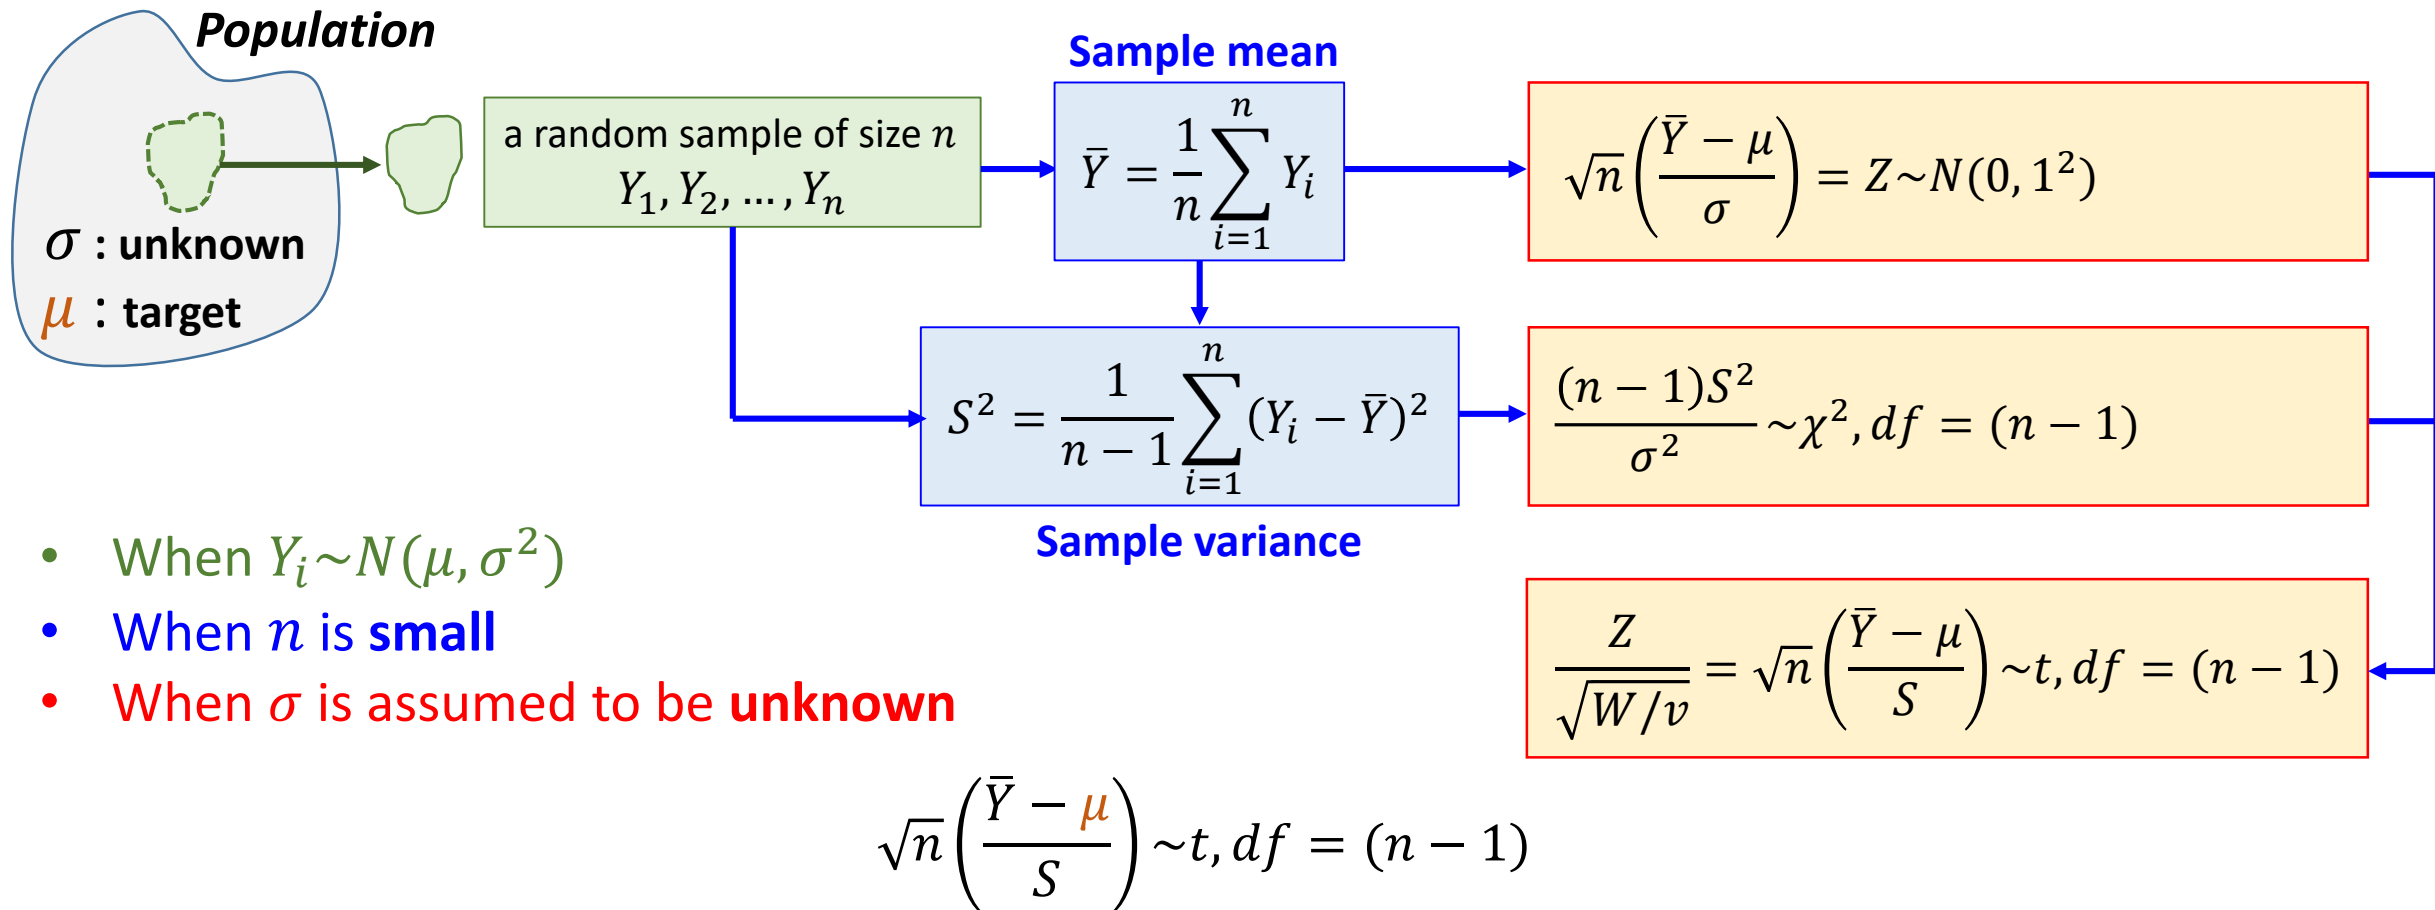 Population
σ : unknown
μ : target
a random sample of size n
Y₁, Y₂, …, Yₙ
Sample mean
Ȳ = (1/n) ∑ᵢ₌₁ⁿ Yᵢ
√n ((Ȳ − μ)/σ) = Z~N(0, 1²)
S² = (1/(n − 1)) ∑ᵢ₌₁ⁿ (Yᵢ − Ȳ)²
Sample variance
(n − 1)S²/σ² ~χ², df = (n − 1)
Z/√(W/v) = √n ((Ȳ − μ)/S) ~t, df = (n − 1)
• When Yᵢ~N(μ, σ²)
• When n is small
• When σ is assumed to be unknown
√n ((Ȳ − μ)/S) ~t, df = (n − 1)